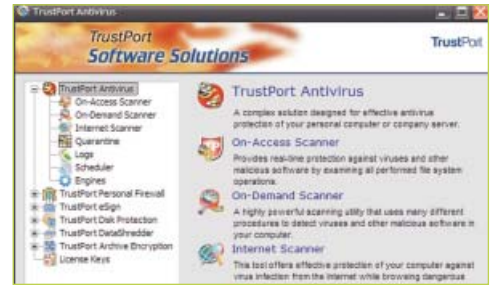 TrustPort Antivirus
TrustPort
Software Solutions
TrustPort
TrustPort Antivirus
On-Access Scanner
On-Demand Scanner
Internet Scanner
Quarantine
Logs
Scheduler
Engines
TrustPort Personal Firewall
TrustPort eSign
TrustPort Disk Protection
TrustPort DataShredder
TrustPort Archive Encryption
License Keys
TrustPort Antivirus
A complex solution designed for effective antivirus
protection of your personal computer or company server.
On-Access Scanner
Provides real-time protection against viruses and other
malicious software by examining all performed file system
operations.
On-Demand Scanner
A highly powerful scanning utility that uses many different
procedures to detect viruses and other malicious software in
your computer.
Internet Scanner
This tool offers effective protection of your computer against
virus infection from the Internet while browsing dangerous